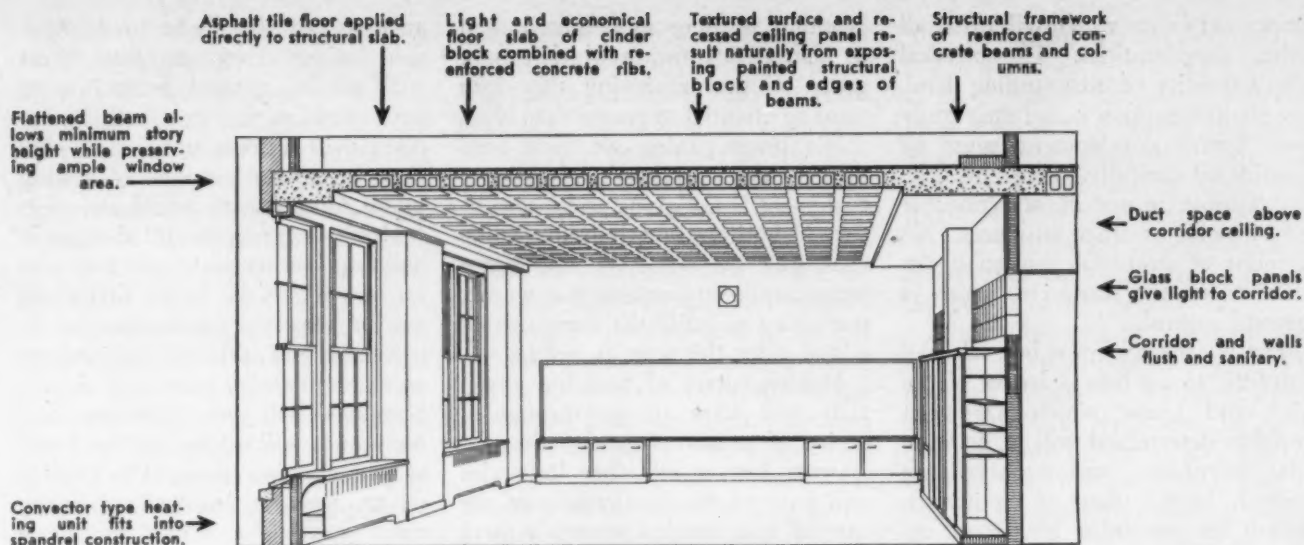 Asphalt tile floor applied
directly to structural slab.
Light and economical
floor slab of cinder
block combined with re-
enforced concrete ribs.
Textured surface and re-
cessed ceiling panel re-
sult naturally from expos-
ing painted structural
block and edges of
beams.
Structural framework
of reenforced con-
crete beams and col-
umns.
Flattened beam al-
lows minimum story
height while preserv-
ing ample window
area.
Duct space above
corridor ceiling.
Glass block panels
give light to corridor.
Corridor and walls
flush and sanitary.
Convector type heat-
ing unit fits into
spandrel construction.